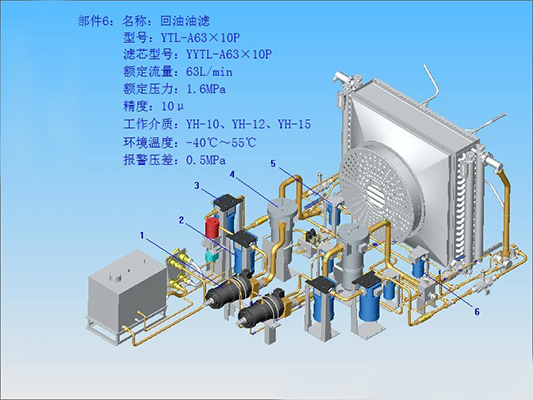 部件6：名称：回油油滤
型号：YTL-A63×10P
滤芯型号：YYTL-A63×10P
额定流量：63L/min
额定压力：1.6MPa
精度：10μ
工作介质：YH-10、YH-12、YH-15
环境温度：-40℃～55℃
报警压差：0.5MPa
5
4
3
2
1
6